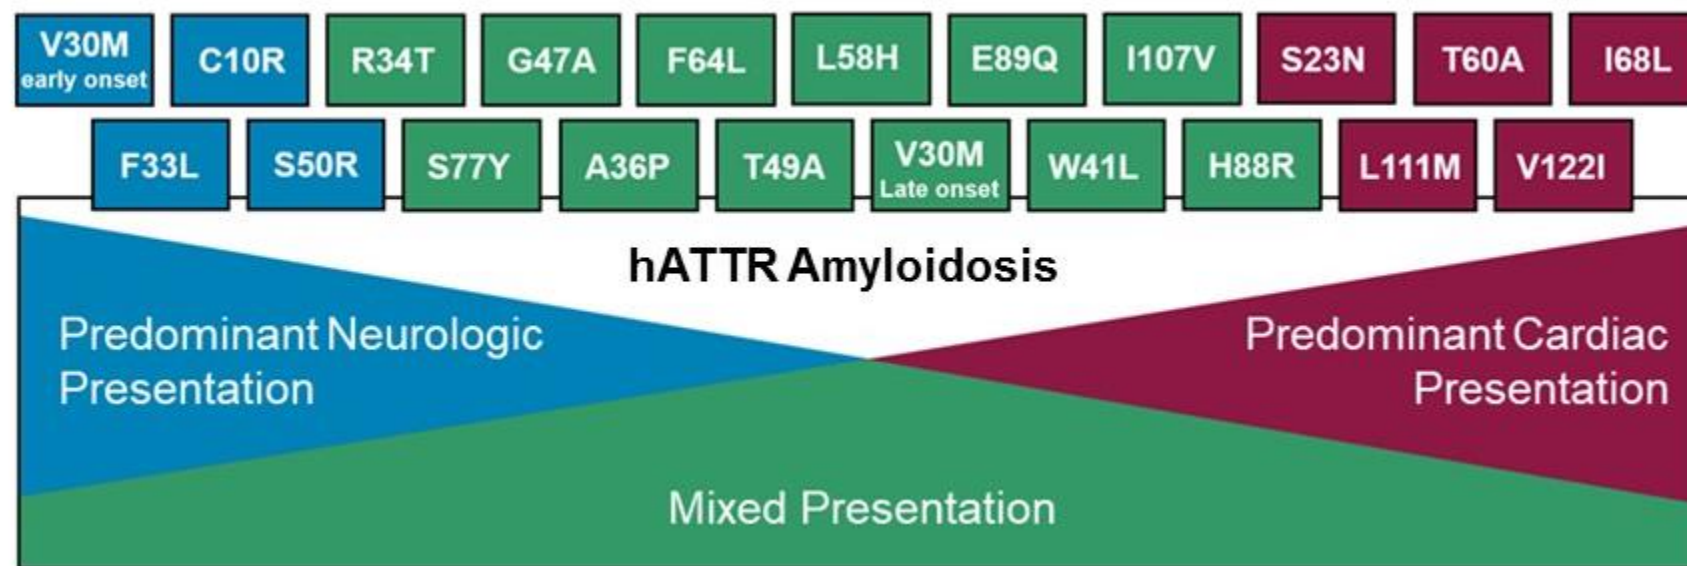 V30M C10R R34T G47A F64L L58H E89Q I107V S23N T60A I68L
early onset
F33L S50R S77Y A36P T49A V30M W41L H88R L111M V122I
Late onset
hATTR Amyloidosis
Predominant Neurologic
Presentation
Predominant Cardiac
Presentation
Mixed Presentation